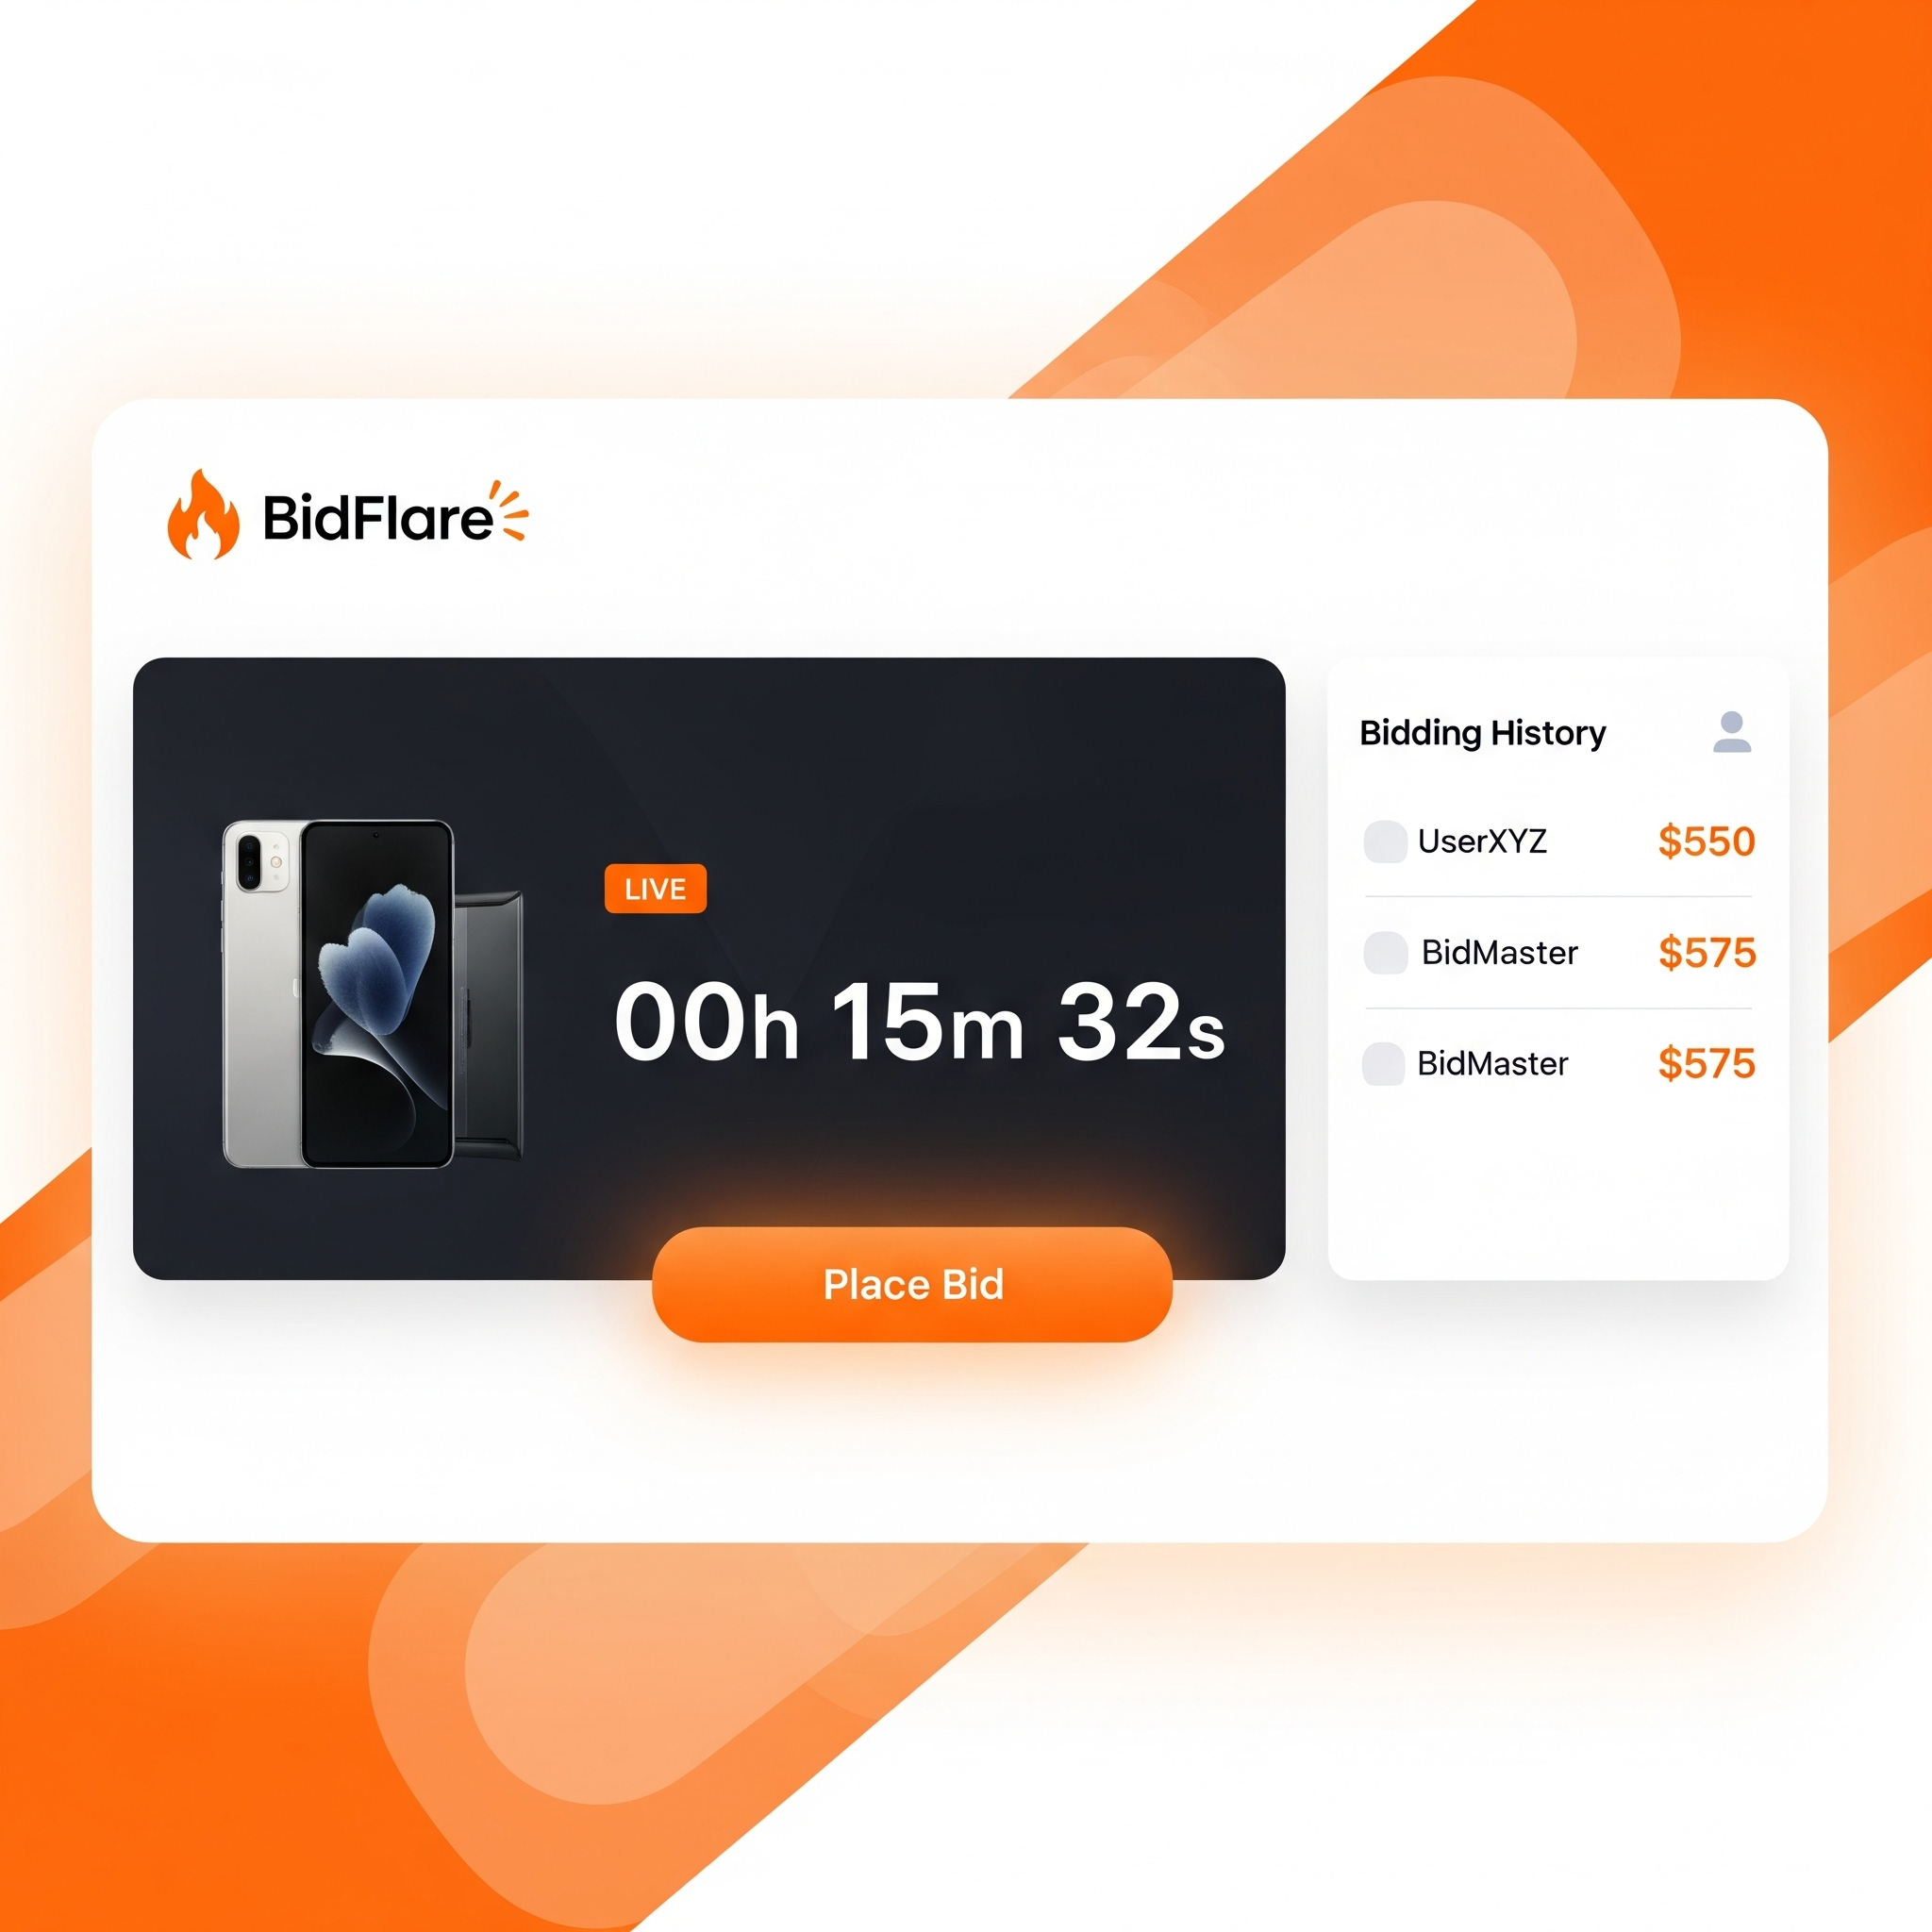 BidFlare
LIVE
00h 15m 32s
Place Bid
Bidding History
UserXYZ $550
BidMaster $575
BidMaster $575